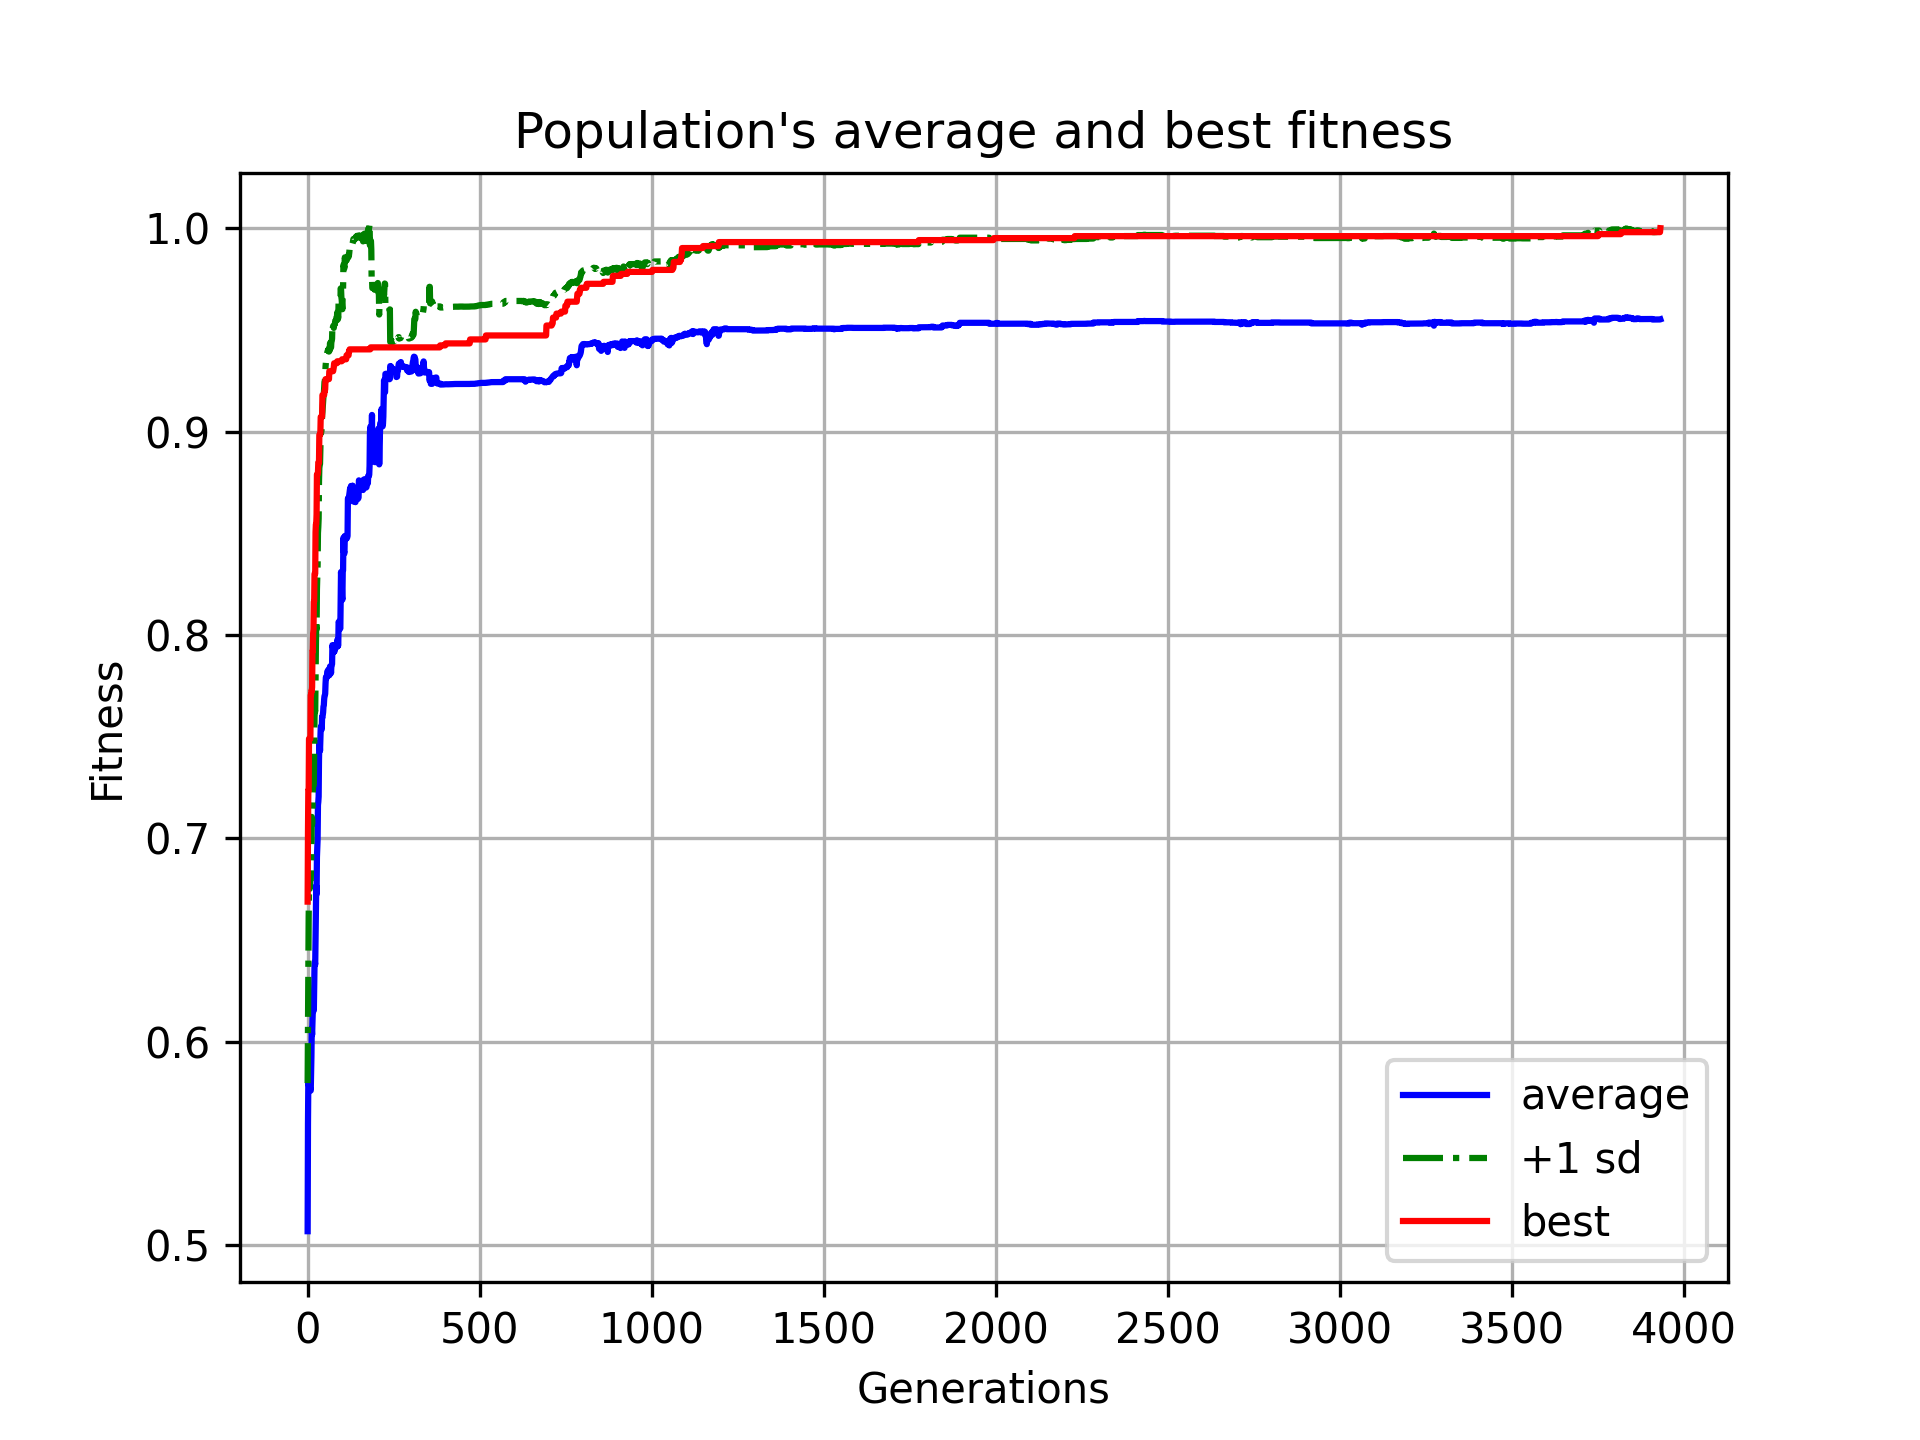 Population's average and best fitness
1.0
0.9
0.8
0.7
0.6
0.5
Fitness
average
+1 sd
best
0 500 1000 1500 2000 2500 3000 3500 4000
Generations